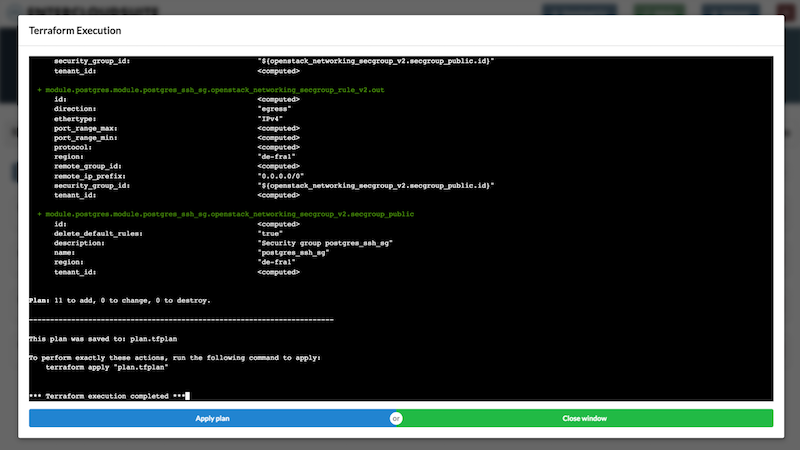 ENTERCLOUDSUITE
Terraform Execution
security_group_id: "${openstack_networking_secgroup_v2.secgroup_public.id}"
tenant_id: <computed>
+ module.postgres.module.postgres_ssh_sg.openstack_networking_secgroup_rule_v2.out
id: <computed>
direction: "egress"
ethertype: "IPv4"
port_range_max: <computed>
port_range_min: <computed>
protocol: <computed>
region: "de-fra1"
remote_group_id: <computed>
remote_ip_prefix: "0.0.0.0/0"
security_group_id: "${openstack_networking_secgroup_v2.secgroup_public.id}"
tenant_id: <computed>
+ module.postgres.module.postgres_ssh_sg.openstack_networking_secgroup_v2.secgroup_public
id: <computed>
delete_default_rules: "true"
description: "Security group postgres_ssh_sg"
name: "postgres_ssh_sg"
region: "de-fra1"
tenant_id: <computed>
Plan: 11 to add, 0 to change, 0 to destroy.
------------------------------------------------------------------------
This plan was saved to: plan.tfplan
To perform exactly these actions, run the following command to apply:
terraform apply "plan.tfplan"
*** Terraform execution completed ***
Apply plan or Close window